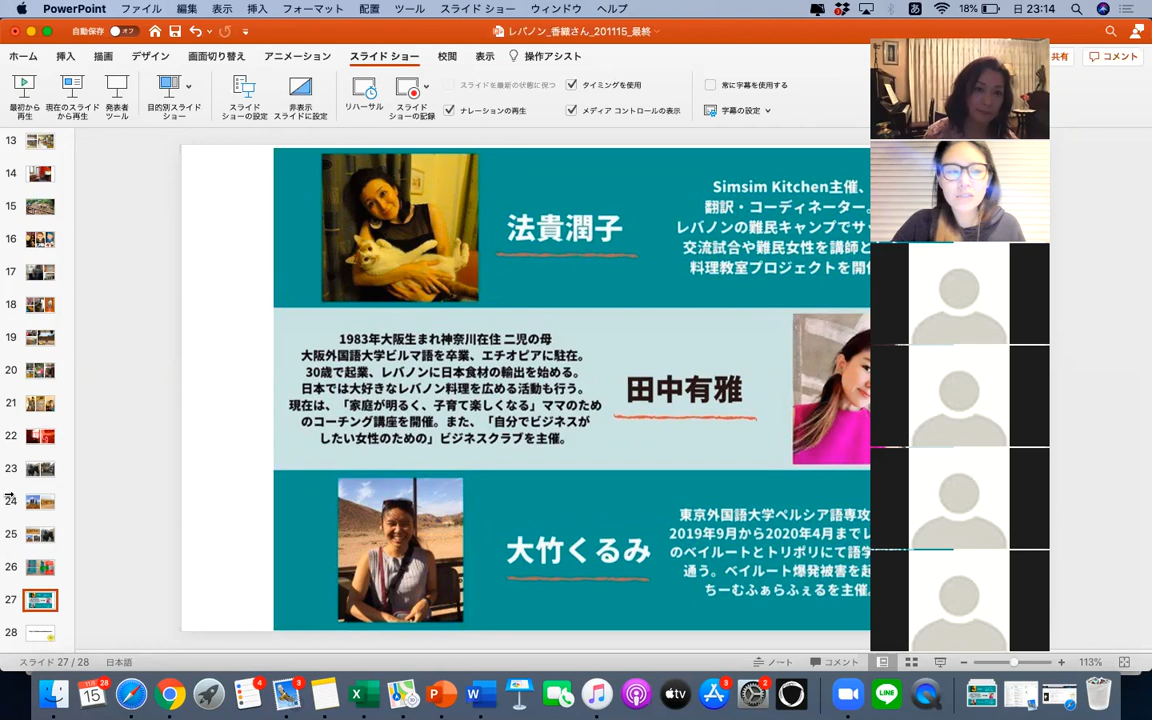 PowerPoint ファイル 編集 表示 挿入 フォーマット 配置 ツール スライド ショー ウィンドウ ヘルプ
18% 日 23:14
自動保存 オフ
レバノン_香織さん_201115_最終
ホーム 挿入 描画 デザイン 画面切り替え アニメーション スライド ショー 校閲 表示 操作アシスト
共有 コメント
最初から
再生
現在のスライド
から再生
発表者
ツール
目的別スライド
ショー
スライド
ショーの設定
非表示
スライドに設定
リハーサル
スライド
ショーの記録
スライドを最新の状態に保つ
ナレーションの再生
タイミングを使用
メディア コントロールの表示
常に字幕を使用する
字幕の設定
13
14
15
16
17
18
19
20
21
22
23
24
25
26
27
28
法貴潤子
Simsim Kitchen主催、
翻訳・コーディネーター。
レバノンの難民キャンプでサッ
交流試合や難民女性を講師と
料理教室プロジェクトを開
1983年大阪生まれ神奈川在住 二児の母
大阪外国語大学ビルマ語を卒業、エチオピアに駐在。
30歳で起業、レバノンに日本食材の輸出を始める。
日本では大好きなレバノン料理を広める活動も行う。
現在は、「家庭が明るく、子育て楽しくなる」ママのため
のコーチング講座を開催。また、「自分でビジネスが
したい女性のための」ビジネスクラブを主催。
田中有雅
大竹くるみ
東京外国語大学ペルシア語専攻
2019年9月から2020年4月までレ
のベイルートとトリポリにて語学
通う。ベイルート爆発被害を
ちーむふぁらふぇるを主催。
スライド 27 / 28 日本語
ノート コメント 113%
11月 28
15
4
3
3
2
LINE
tv